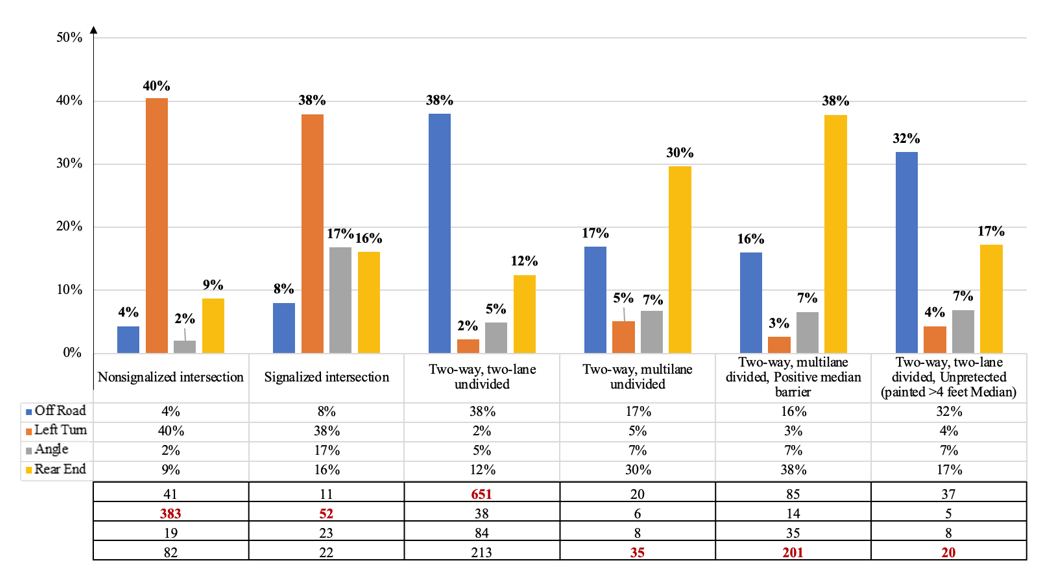 50%
40%
30%
20%
10%
0%
4% 40% 2% 9%
8% 38% 17% 16%
38% 2% 5% 12%
17% 5% 7% 30%
16% 3% 7% 38%
32% 4% 7% 17%
Nonsignalized intersection
Signalized intersection
Two-way, two-lane
undivided
Two-way, multilane
undivided
Two-way, multilane
divided, Positive median
barrier
Two-way, two-lane
divided, Unpretected
(painted >4 feet Median)
Off Road 4% 8% 38% 17% 16% 32%
Left Turn 40% 38% 2% 5% 3% 4%
Angle 2% 17% 5% 7% 7% 7%
Rear End 9% 16% 12% 30% 38% 17%
41 11 651 20 85 37
383 52 38 6 14 5
19 23 84 8 35 8
82 22 213 35 201 20